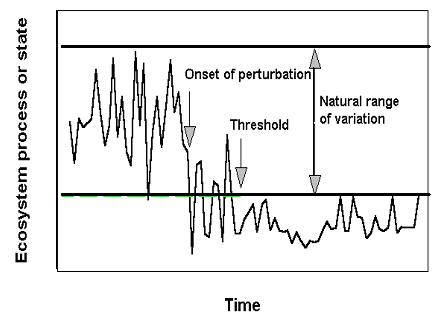 Ecosystem process or state
Onset of perturbation
Natural range
of variation
Threshold
Time